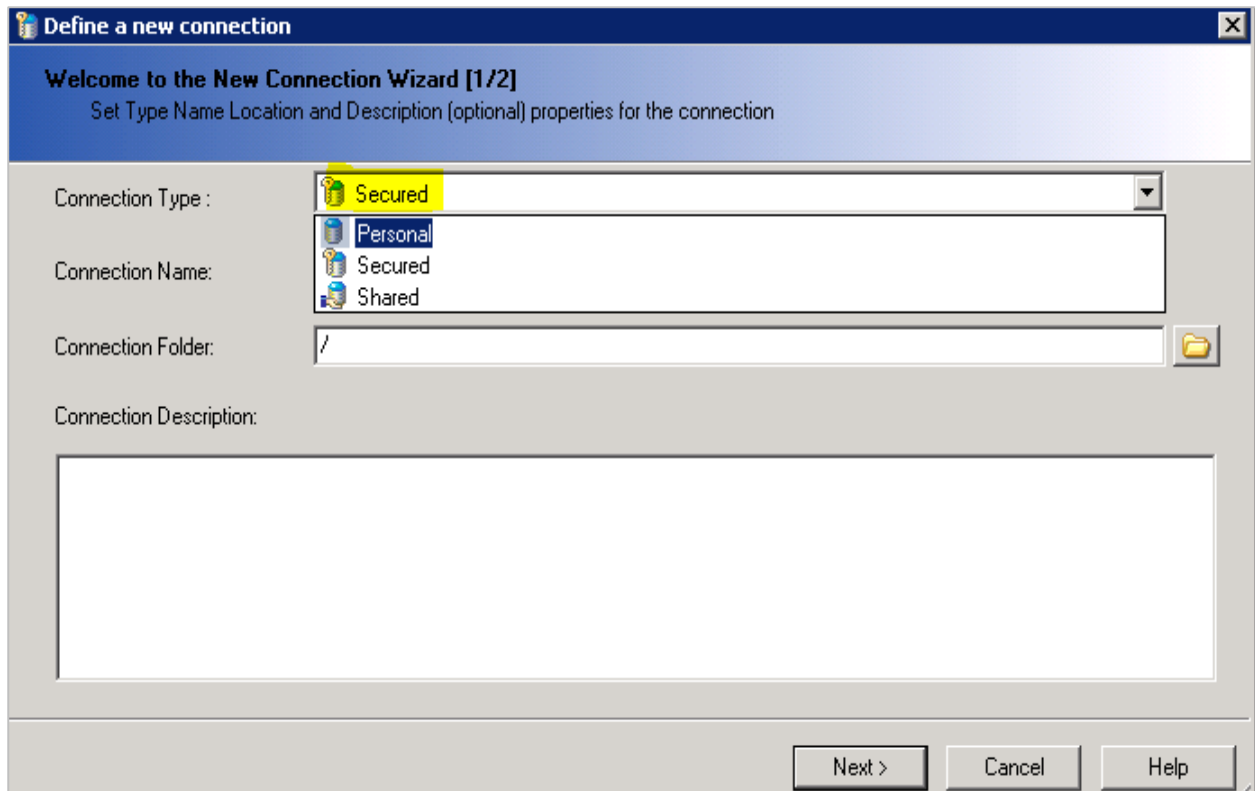 Define a new connection
Welcome to the New Connection Wizard [1/2]
Set Type Name Location and Description (optional) properties for the connection
Connection Type :
Secured
Personal
Secured
Shared
Connection Name:
Connection Folder:
/
Connection Description:
Next >
Cancel
Help